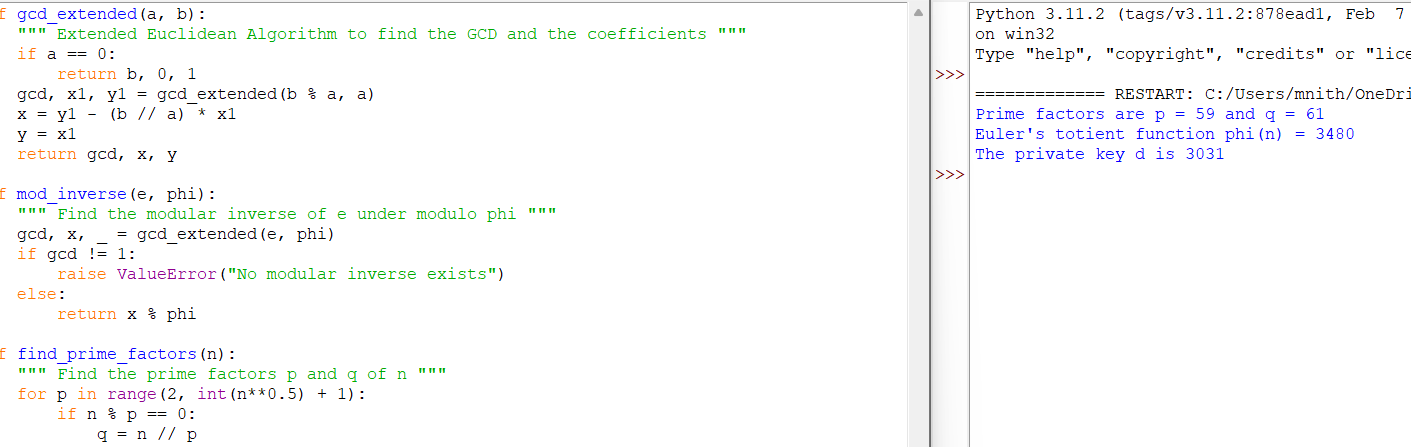 f gcd_extended(a, b):
""" Extended Euclidean Algorithm to find the GCD and the coefficients """
if a == 0:
return b, 0, 1
gcd, x1, y1 = gcd_extended(b % a, a)
x = y1 - (b // a) * x1
y = x1
return gcd, x, y
f mod_inverse(e, phi):
""" Find the modular inverse of e under modulo phi """
gcd, x, _ = gcd_extended(e, phi)
if gcd != 1:
raise ValueError("No modular inverse exists")
else:
return x % phi
f find_prime_factors(n):
""" Find the prime factors p and q of n """
for p in range(2, int(n**0.5) + 1):
if n % p == 0:
q = n // p
Python 3.11.2 (tags/v3.11.2:878ead1, Feb  7
on win32
Type "help", "copyright", "credits" or "lice
>>>
============= RESTART: C:/Users/mnith/OneDri
Prime factors are p = 59 and q = 61
Euler's totient function phi(n) = 3480
The private key d is 3031
>>>